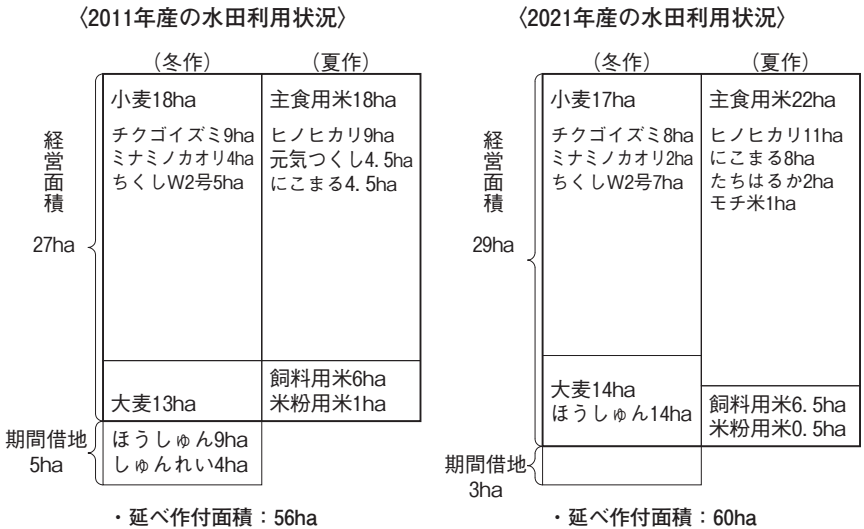 〈2011年産の水田利用状況〉
(冬作)
(夏作)
経営面積
27ha
小麦18ha
チクゴイズミ9ha
ミナミノカオリ4ha
ちくしW2号5ha
主食用米18ha
ヒノヒカリ9ha
元気つくし4.5ha
にこまる4.5ha
大麦13ha
飼料用米6ha
米粉用米1ha
期間借地
5ha
ほうしゅん9ha
しゅんれい4ha
・延べ作付面積：56ha
〈2021年産の水田利用状況〉
(冬作)
(夏作)
経営面積
29ha
小麦17ha
チクゴイズミ8ha
ミナミノカオリ2ha
ちくしW2号7ha
主食用米22ha
ヒノヒカリ11ha
にこまる8ha
たちはるか2ha
モチ米1ha
大麦14ha
ほうしゅん14ha
飼料用米6.5ha
米粉用米0.5ha
期間借地
3ha
・延べ作付面積：60ha